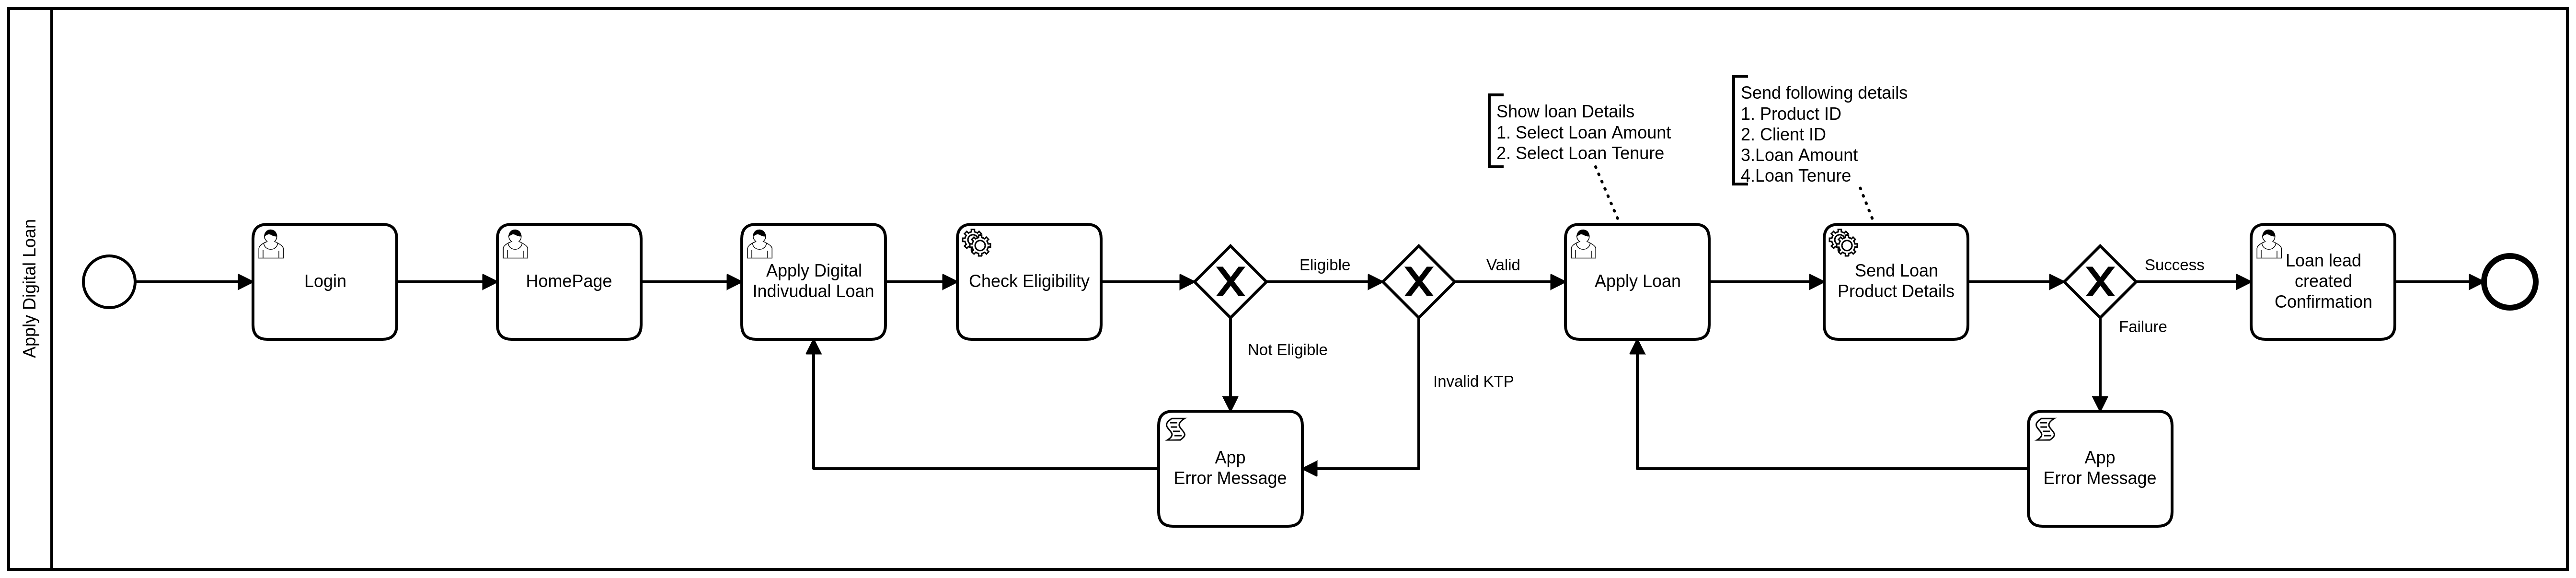 Apply Digital Loan
Show loan Details
1. Select Loan Amount
2. Select Loan Tenure
Send following details
1. Product ID
2. Client ID
3.Loan Amount
4.Loan Tenure
Login
HomePage
Apply Digital
Indivudual Loan
Check Eligibility
X
Eligible
X
Valid
Apply Loan
Send Loan
Product Details
X
Success
Loan lead
created
Confirmation
Not Eligible
Invalid KTP
Failure
App
Error Message
App
Error Message